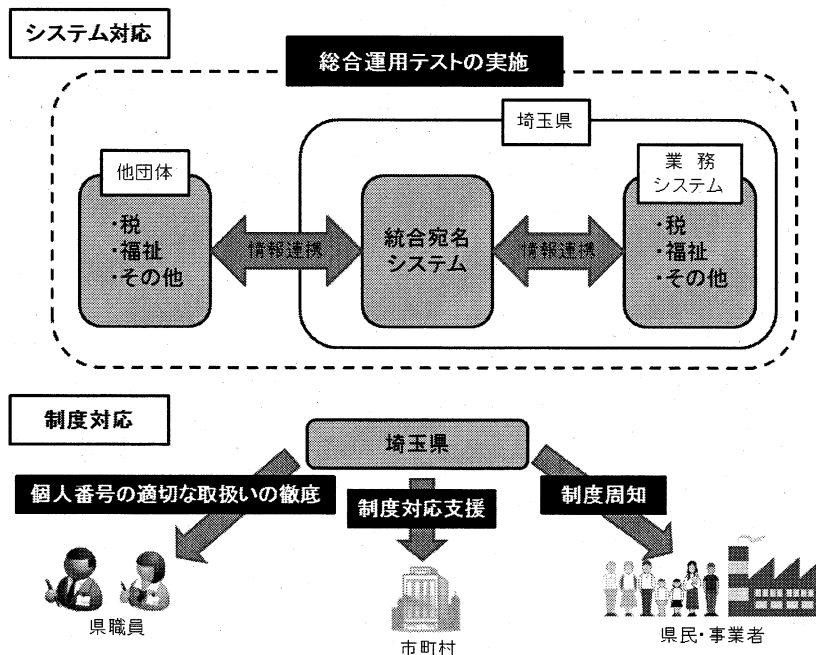 システム対応
総合運用テストの実施
埼玉県
他団体
・税
・福祉
・その他
情報連携
統合宛名
システム
情報連携
業務
システム
・税
・福祉
・その他
制度対応
埼玉県
個人番号の適切な取扱いの徹底
制度対応支援
制度周知
県職員
市町村
県民・事業者